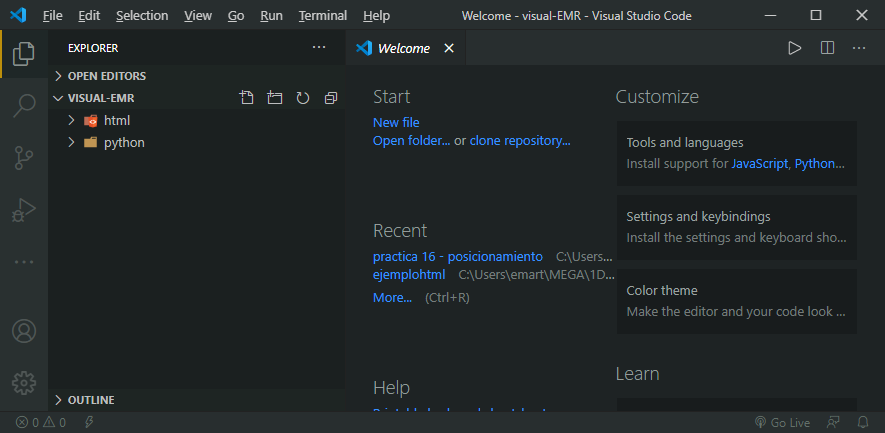 File Edit Selection View Go Run Terminal Help Welcome - visual-EMR - Visual Studio Code
EXPLORER
Welcome
OPEN EDITORS
VISUAL-EMR
html
python
OUTLINE
Start
New file
Open folder... or clone repository...
Recent
practica 16 - posicionamiento C:\Users...
ejemplohtml C:\Users\emart\MEGA\1D...
More... (Ctrl+R)
Help
Customize
Tools and languages
Install support for JavaScript, Python...
Settings and keybindings
Install the settings and keyboard sho...
Color theme
Make the editor and your code look ...
Learn
0 0 Go Live